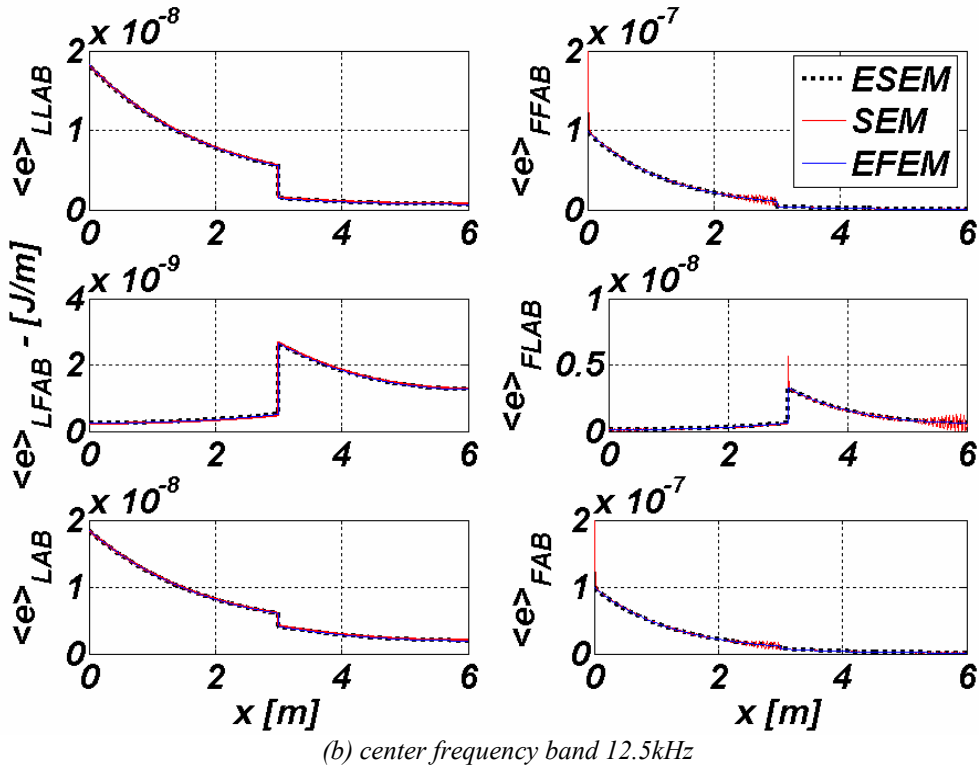 x 10^-8
x 10^-7
2
1
0
0 2 4 6
<e>LLAB
2
1
0
0 2 4 6
<e>FFAB
ESEM
SEM
EFEM
x 10^-9
x 10^-8
4
2
0
0 2 4 6
<e>LFAB - [J/m]
1
0.5
0
0 2 4 6
<e>FLAB
x 10^-8
x 10^-7
2
1
0
0 2 4 6
<e>LAB
2
1
0
0 2 4 6
<e>FAB
x [m]
x [m]
(b) center frequency band 12.5kHz